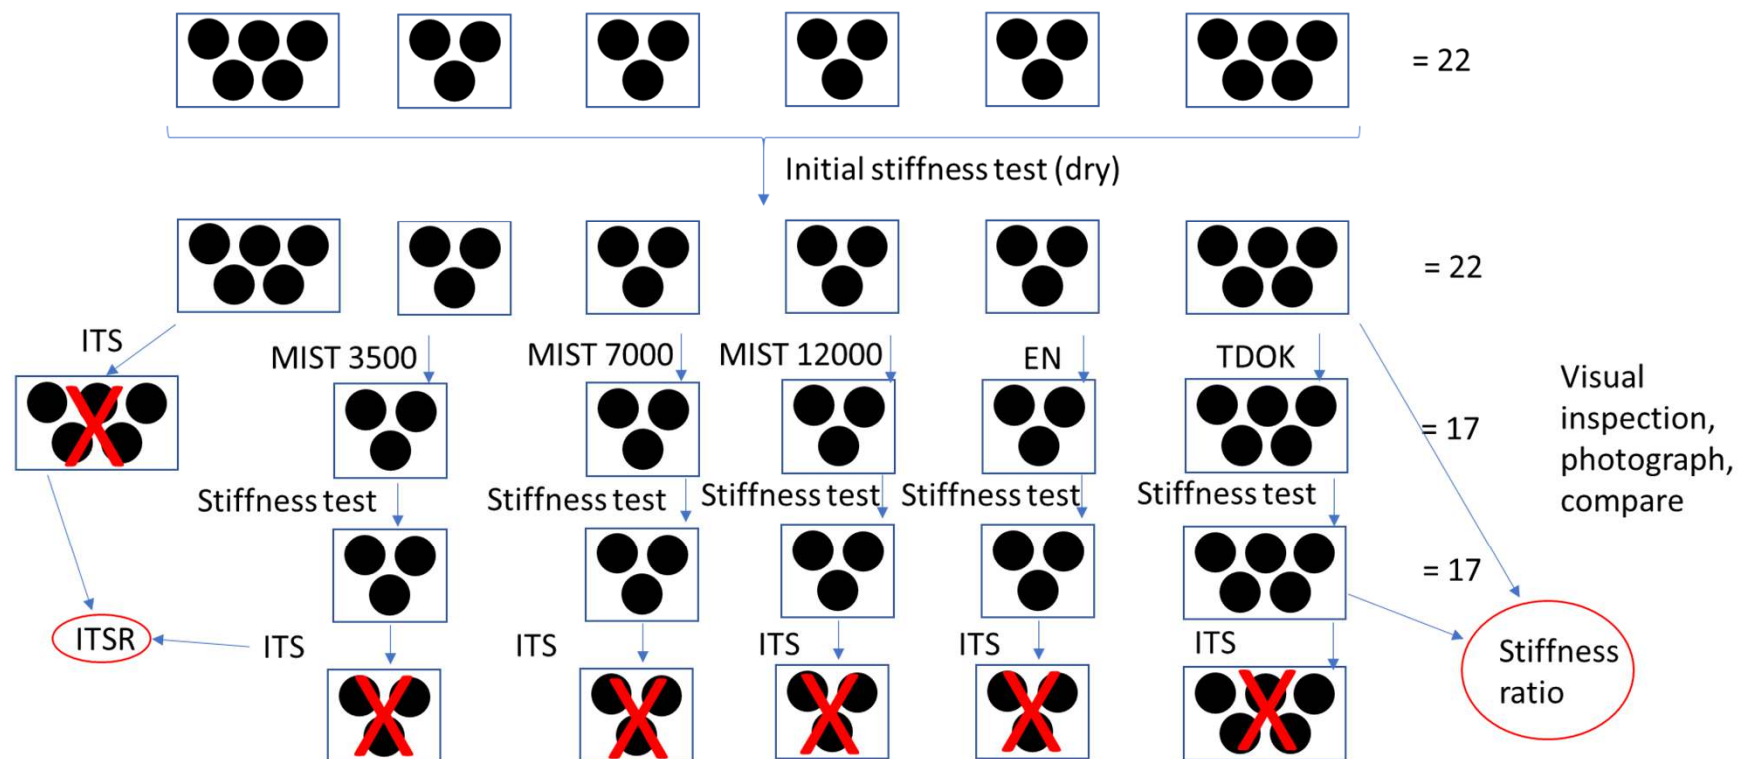 = 22
Initial stiffness test (dry)
= 22
ITS
MIST 3500
MIST 7000
MIST 12000
EN
TDOK
= 17
Visual
inspection,
photograph,
compare
Stiffness test
Stiffness test
Stiffness test
Stiffness test
Stiffness test
= 17
ITSR
ITS
ITS
ITS
ITS
ITS
Stiffness
ratio